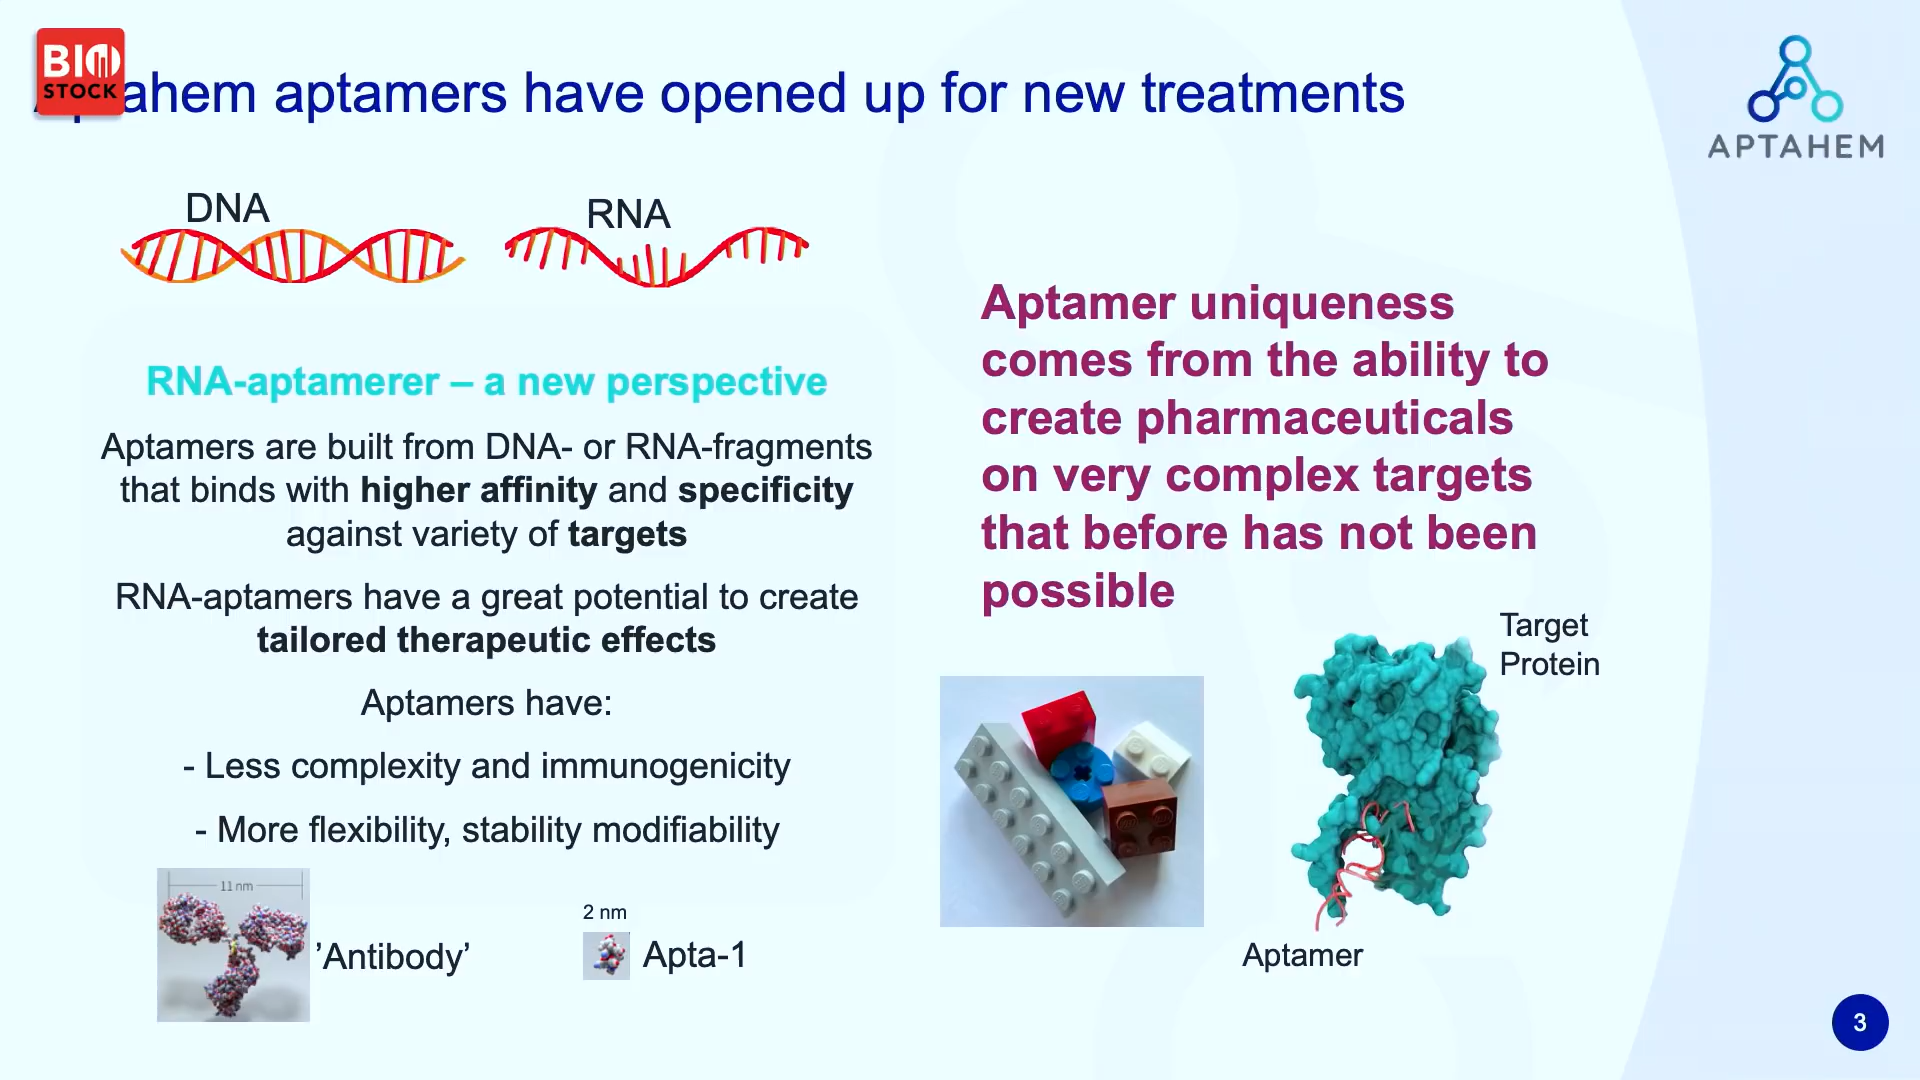 BIO
STOCK
Aptahem aptamers have opened up for new treatments
APTAHEM
DNA
RNA
RNA-aptamerer – a new perspective
Aptamers are built from DNA- or RNA-fragments
that binds with higher affinity and specificity
against variety of targets
RNA-aptamers have a great potential to create
tailored therapeutic effects
Aptamers have:
- Less complexity and immunogenicity
- More flexibility, stability modifiability
11 nm
’Antibody’
2 nm
Apta-1
Aptamer uniqueness
comes from the ability to
create pharmaceuticals
on very complex targets
that before has not been
possible
Target
Protein
Aptamer
3